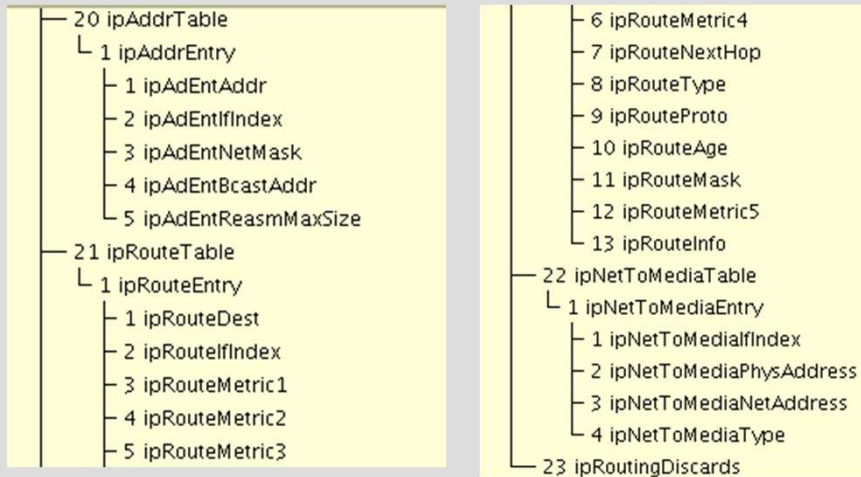 20 ipAddrTable
1 ipAddrEntry
1 ipAdEntAddr
2 ipAdEntIfIndex
3 ipAdEntNetMask
4 ipAdEntBcastAddr
5 ipAdEntReasmMaxSize
21 ipRouteTable
1 ipRouteEntry
1 ipRouteDest
2 ipRouteIfIndex
3 ipRouteMetric1
4 ipRouteMetric2
5 ipRouteMetric3
6 ipRouteMetric4
7 ipRouteNextHop
8 ipRouteType
9 ipRouteProto
10 ipRouteAge
11 ipRouteMask
12 ipRouteMetric5
13 ipRouteInfo
22 ipNetToMediaTable
1 ipNetToMediaEntry
1 ipNetToMediaIfIndex
2 ipNetToMediaPhysAddress
3 ipNetToMediaNetAddress
4 ipNetToMediaType
23 ipRoutingDiscards